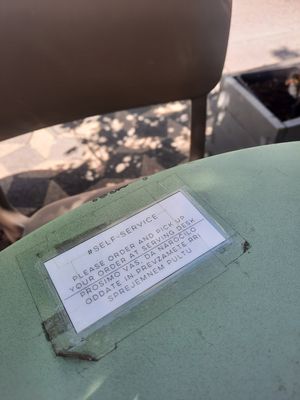 #SELF-SERVICE
PLEASE ORDER AND PICK UP
YOUR ORDER AT SERVING DESK
PROSIMO VAS, DA NAROČILO
ODDATE IN PREVZAMETE PRI
SPREJEMNEM PULTU